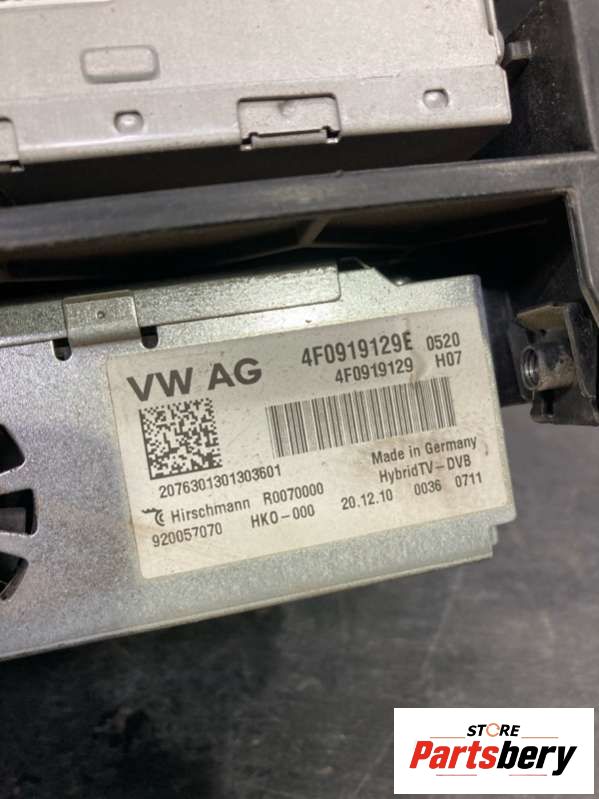 VW AG 4F0919129E 0520
4F0919129 H07
2076301301303601
Made in Germany
HybridTV-DVB
Hirschmann R0070000 20.12.10 0036 0711
920057070 HKO-000
STORE
Partsbery